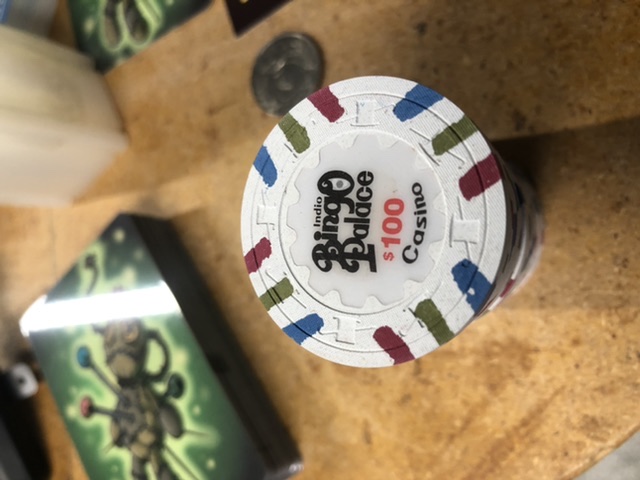 Indio
Bingo
Palace
$100
Casino